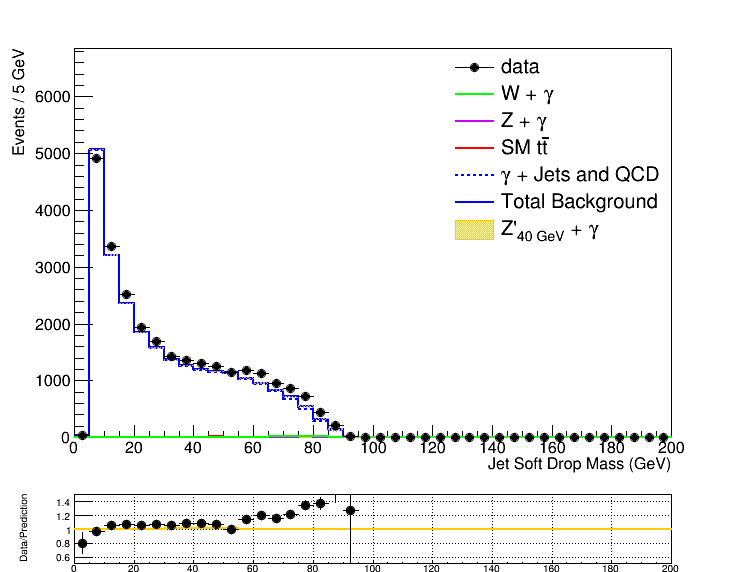 Events / 5 GeV
6000
5000
4000
3000
2000
1000
0
data
W + γ
Z + γ
SM tt̄
γ + Jets and QCD
Total Background
Z'40 GeV + γ
0 20 40 60 80 100 120 140 160 180 200
Jet Soft Drop Mass (GeV)
Data/Prediction
1.4
1.2
1
0.8
0.6
0 20 40 60 80 100 120 140 160 180 200